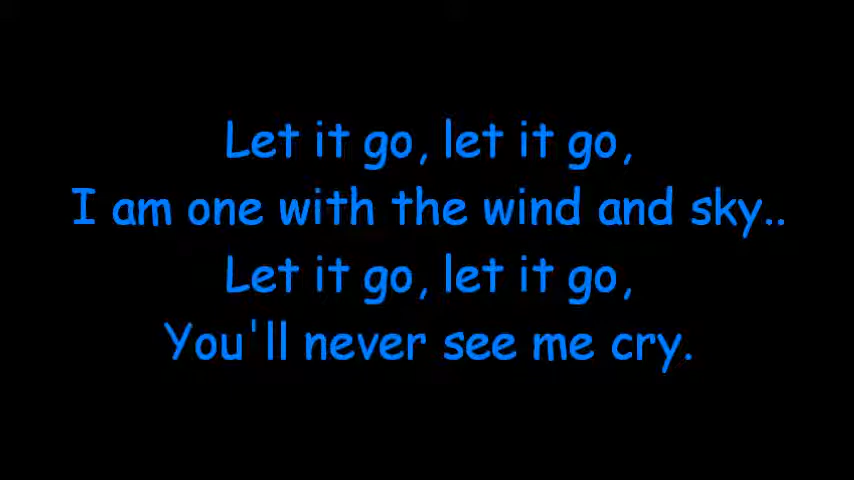 Let it go, let it go,
I am one with the wind and sky..
Let it go, let it go,
You'll never see me cry.